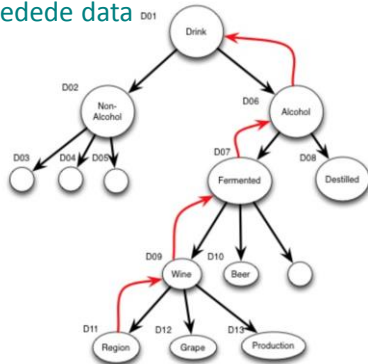 edede data
D01
Drink
D02
Non-
Alcohol
D06
Alcohol
D03
D04
D05
D07
Fermented
D08
Destilled
D09
Wine
D10
Beer
D11
Region
D12
Grape
D13
Production